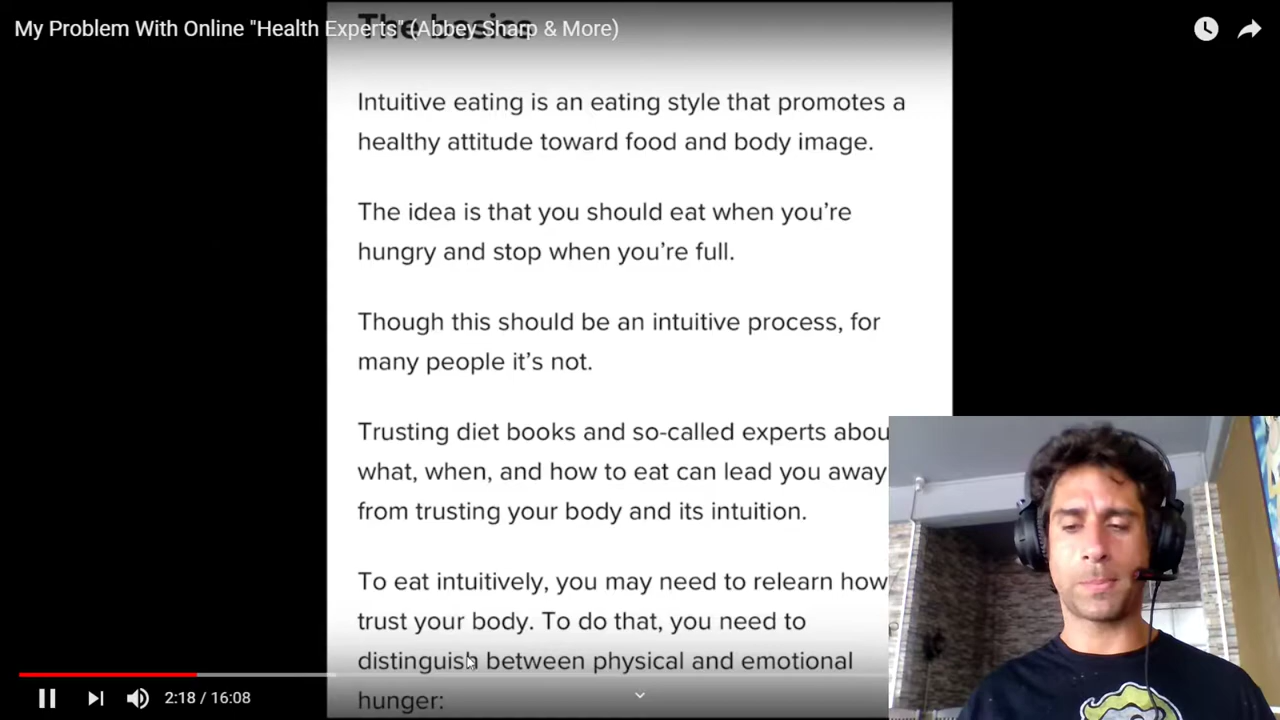 My Problem With Online "Health Experts" (Abbey Sharp & More)
The basics
Intuitive eating is an eating style that promotes a
healthy attitude toward food and body image.
The idea is that you should eat when you're
hungry and stop when you're full.
Though this should be an intuitive process, for
many people it's not.
Trusting diet books and so-called experts abou
what, when, and how to eat can lead you away
from trusting your body and its intuition.
To eat intuitively, you may need to relearn how
trust your body. To do that, you need to
distinguish between physical and emotional
hunger:
2:18 / 16:08